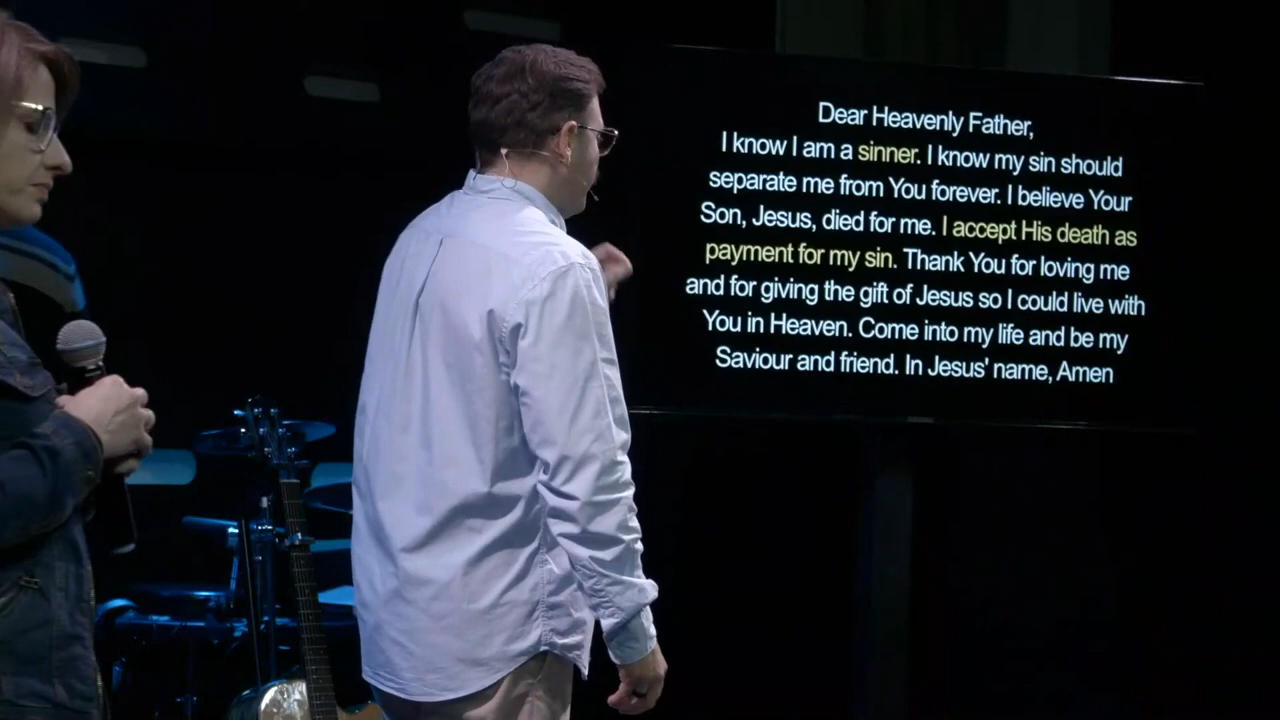 Dear Heavenly Father,
I know I am a sinner. I know my sin should
separate me from You forever. I believe Your
Son, Jesus, died for me. I accept His death as
payment for my sin. Thank You for loving me
and for giving the gift of Jesus so I could live with
You in Heaven. Come into my life and be my
Saviour and friend. In Jesus' name, Amen